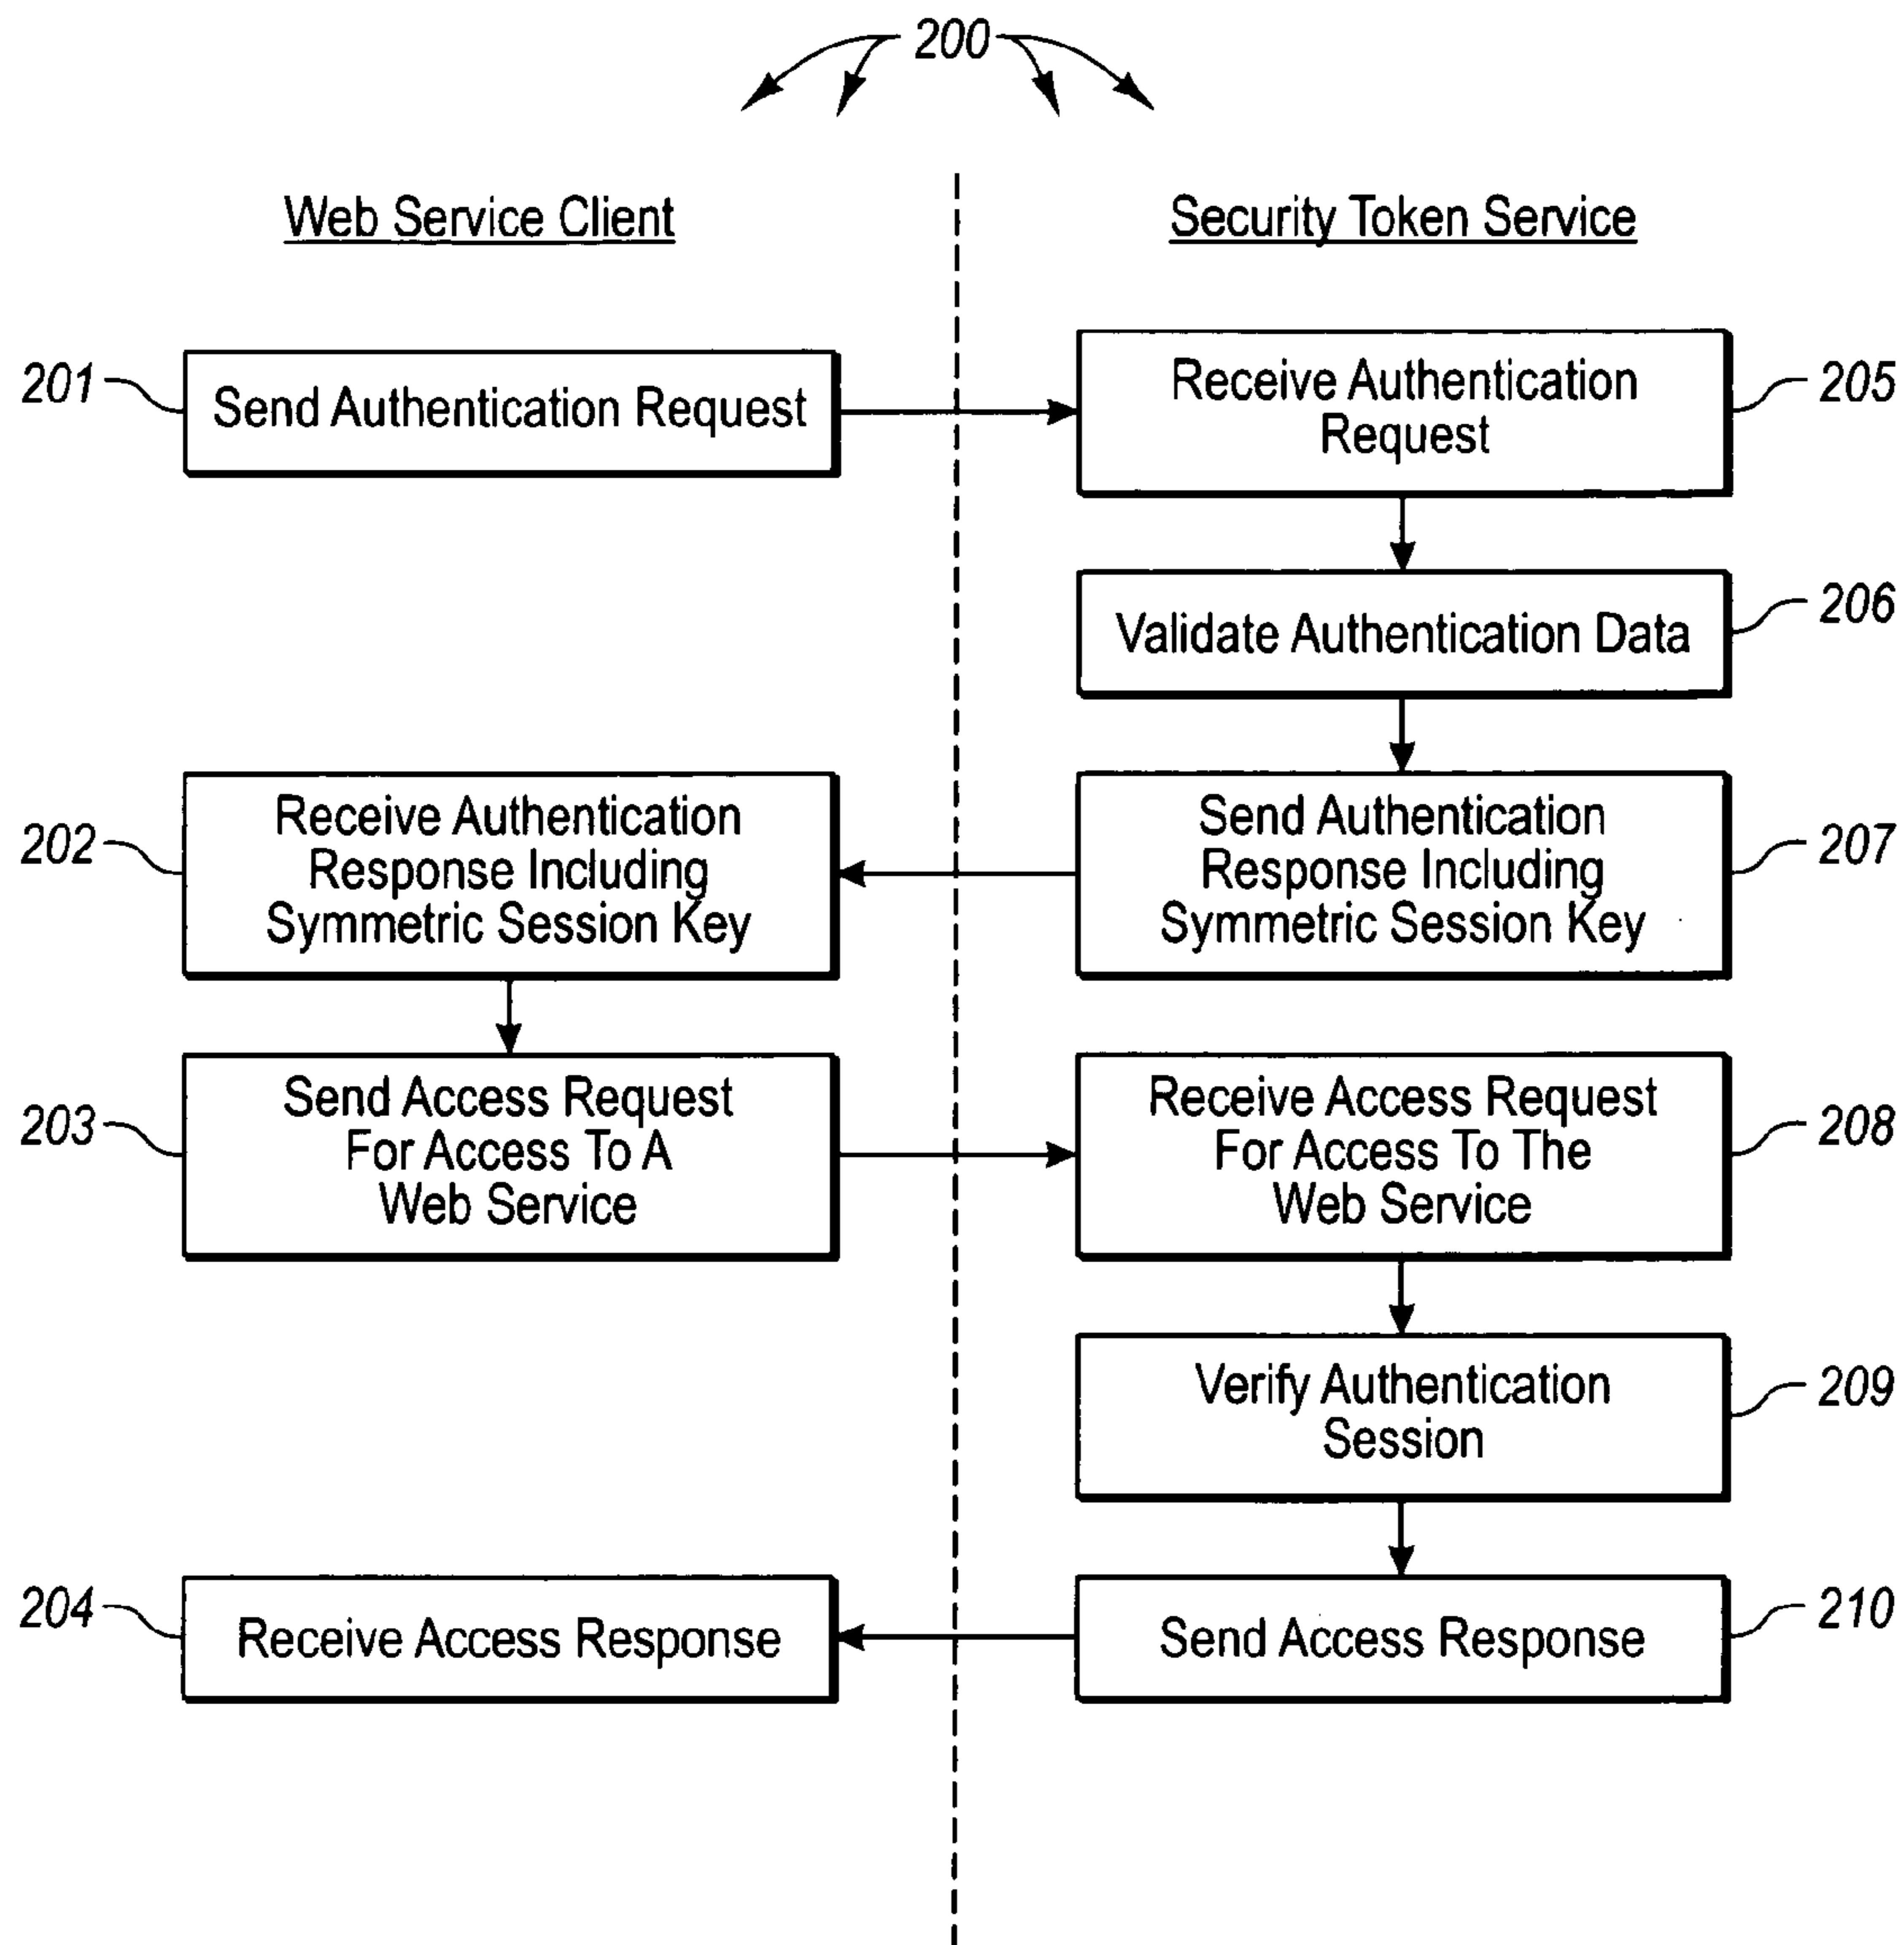 200
Web Service Client
Security Token Service
201
Send Authentication Request
Receive Authentication
Request
205
Validate Authentication Data
206
202
Receive Authentication
Response Including
Symmetric Session Key
Send Authentication
Response Including
Symmetric Session Key
207
203
Send Access Request
For Access To A
Web Service
Receive Access Request
For Access To The
Web Service
208
Verify Authentication
Session
209
204
Receive Access Response
Send Access Response
210